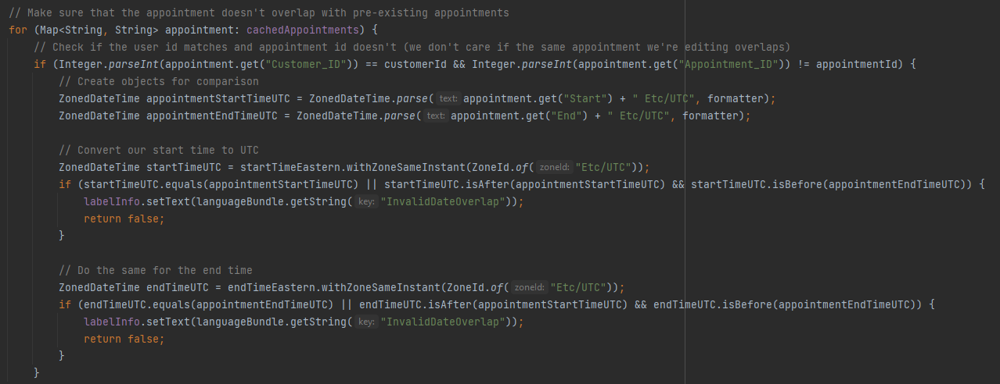 // Make sure that the appointment doesn't overlap with pre-existing appointments
for (Map<String, String> appointment: cachedAppointments) {
// Check if the user id matches and appointment id doesn't (we don't care if the same appointment we're editing overlaps)
if (Integer.parseInt(appointment.get("Customer_ID")) == customerId && Integer.parseInt(appointment.get("Appointment_ID")) != appointmentId) {
// Create objects for comparison
ZonedDateTime appointmentStartTimeUTC = ZonedDateTime.parse( text: appointment.get("Start") + " Etc/UTC", formatter);
ZonedDateTime appointmentEndTimeUTC = ZonedDateTime.parse( text: appointment.get("End") + " Etc/UTC", formatter);
// Convert our start time to UTC
ZonedDateTime startTimeUTC = startTimeEastern.withZoneSameInstant(ZoneId.of( zoneId: "Etc/UTC"));
if (startTimeUTC.equals(appointmentStartTimeUTC) || startTimeUTC.isAfter(appointmentStartTimeUTC) && startTimeUTC.isBefore(appointmentEndTimeUTC)) {
labelInfo.setText(languageBundle.getString( key: "InvalidDateOverlap"));
return false;
}
// Do the same for the end time
ZonedDateTime endTimeUTC = endTimeEastern.withZoneSameInstant(ZoneId.of( zoneId: "Etc/UTC"));
if (endTimeUTC.equals(appointmentEndTimeUTC) || endTimeUTC.isAfter(appointmentStartTimeUTC) && endTimeUTC.isBefore(appointmentEndTimeUTC)) {
labelInfo.setText(languageBundle.getString( key: "InvalidDateOverlap"));
return false;
}
}